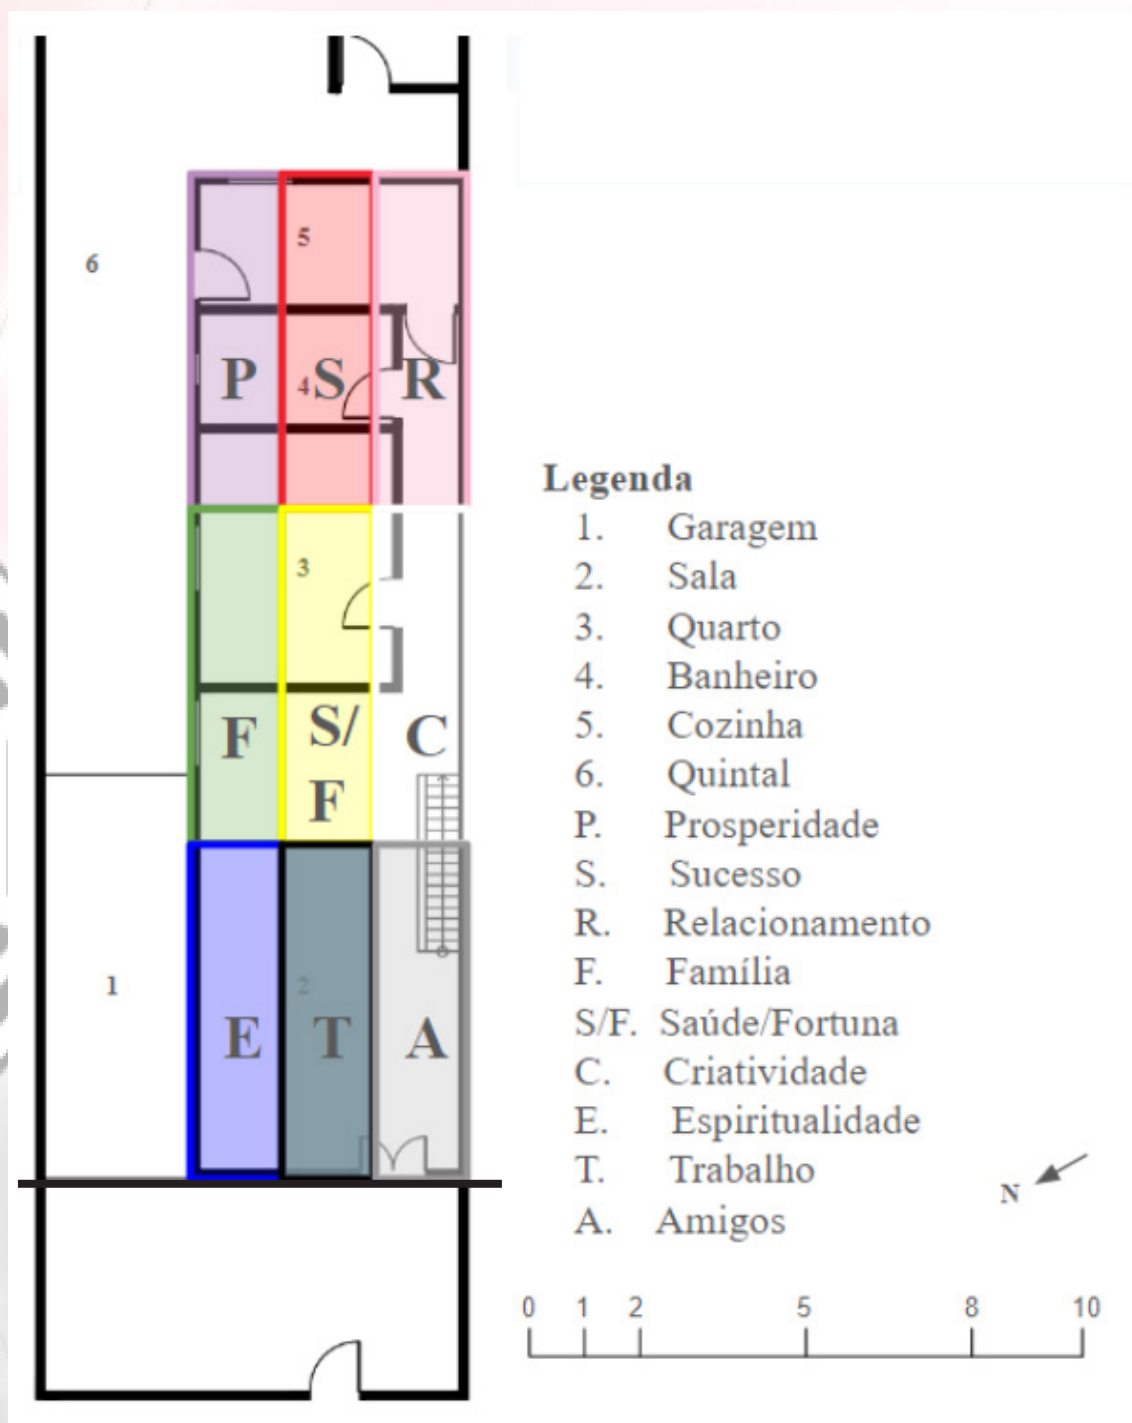 6
5
P
4
S
R
3
F
S/
F
C
1
2
E
T
A
Legenda
1. Garagem
2. Sala
3. Quarto
4. Banheiro
5. Cozinha
6. Quintal
P. Prosperidade
S. Sucesso
R. Relacionamento
F. Família
S/F. Saúde/Fortuna
C. Criatividade
E. Espiritualidade
T. Trabalho
A. Amigos
N
0 1 2 5 8 10